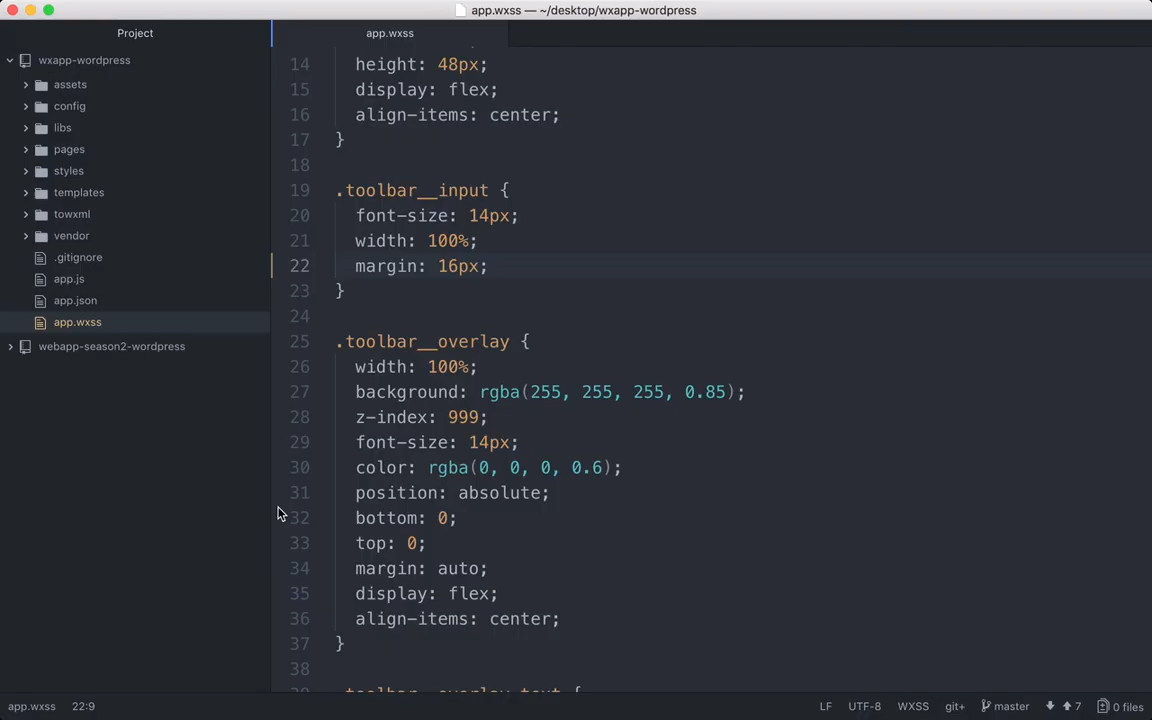 app.wxss — ~/desktop/wxapp-wordpress
Project
wxapp-wordpress
assets
config
libs
pages
styles
templates
towxml
vendor
.gitignore
app.js
app.json
app.wxss
webapp-season2-wordpress
app.wxss
14 height: 48px;
15 display: flex;
16 align-items: center;
17 }
18
19 .toolbar__input {
20 font-size: 14px;
21 width: 100%;
22 margin: 16px;
23 }
24
25 .toolbar__overlay {
26 width: 100%;
27 background: rgba(255, 255, 255, 0.85);
28 z-index: 999;
29 font-size: 14px;
30 color: rgba(0, 0, 0, 0.6);
31 position: absolute;
32 bottom: 0;
33 top: 0;
34 margin: auto;
35 display: flex;
36 align-items: center;
37 }
38
39 .toolbar__overlay-text {
app.wxss 22:9 LF UTF-8 WXSS git+ master 7 0 files